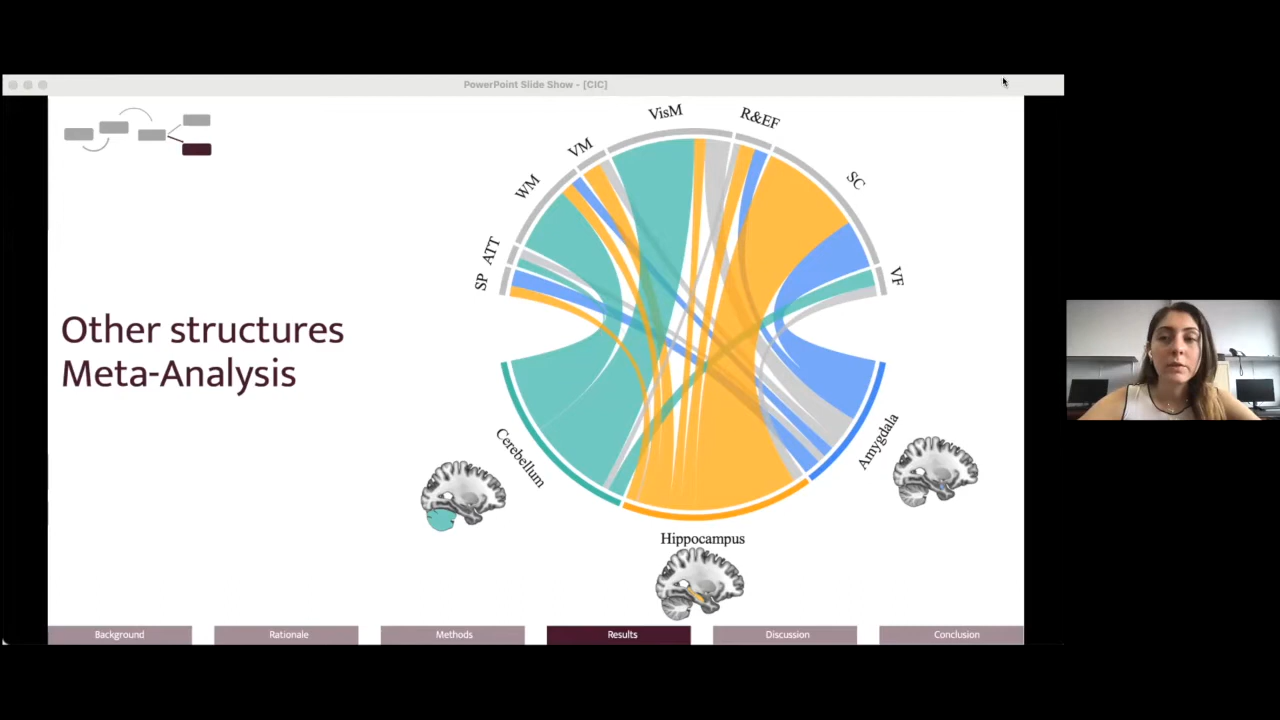 PowerPoint Slide Show - [CIC]
Other structures
Meta-Analysis
SP
ATT
WM
VM
VisM
R&EF
SC
VF
Cerebellum
Hippocampus
Amygdala
Background
Rationale
Methods
Results
Discussion
Conclusion